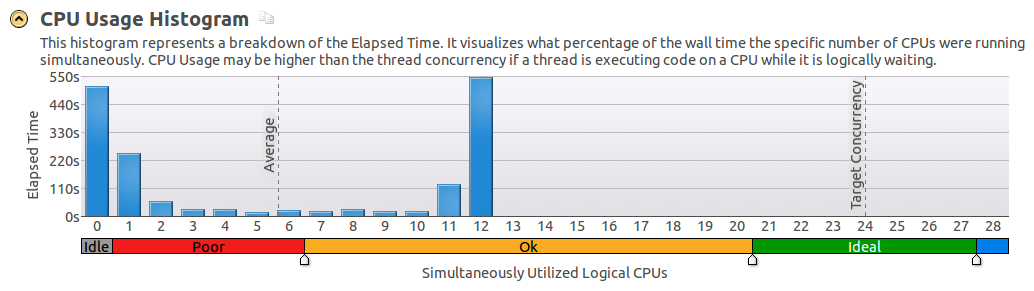 CPU Usage Histogram
This histogram represents a breakdown of the Elapsed Time. It visualizes what percentage of the wall time the specific number of CPUs were running
simultaneously. CPU Usage may be higher than the thread concurrency if a thread is executing code on a CPU while it is logically waiting.
550s
440s
330s
220s
110s
0s
Elapsed Time
Average
Target Concurrency
0 1 2 3 4 5 6 7 8 9 10 11 12 13 14 15 16 17 18 19 20 21 22 23 24 25 26 27 28
Idle Poor Ok Ideal
Simultaneously Utilized Logical CPUs